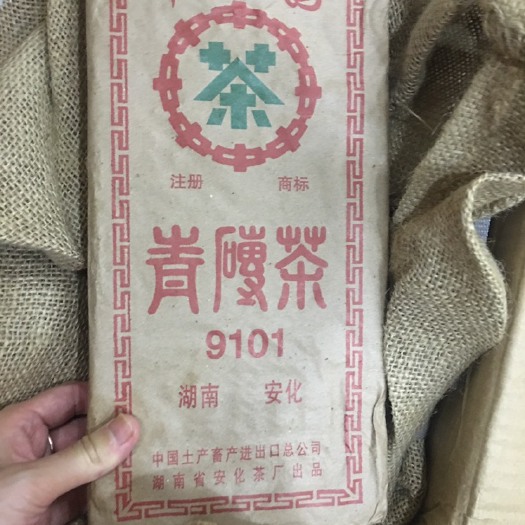 茶
注册 商标
青磚茶
9101
湖南 安化
中国土产畜产进出口总公司
湖南省安化茶厂出品